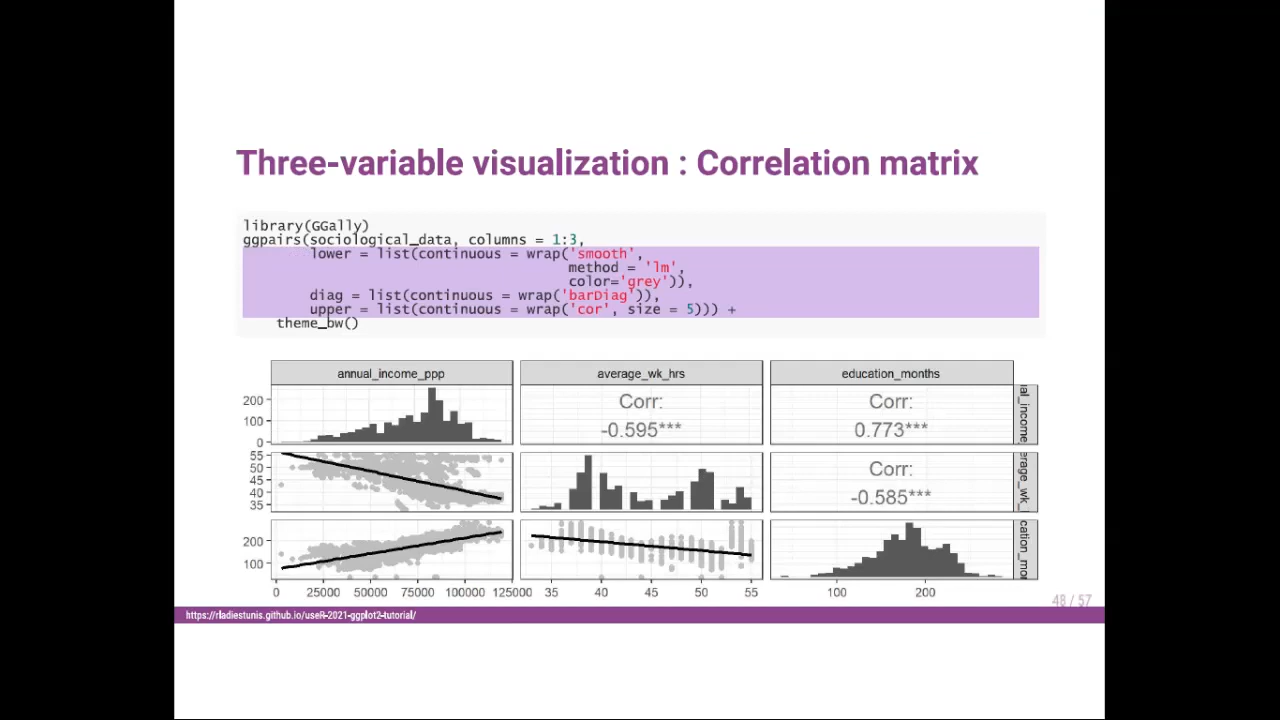 Three-variable visualization : Correlation matrix
library(GGally)
ggpairs(sociological_data, columns = 1:3,
lower = list(continuous = wrap('smooth',
method = 'lm',
color='grey')),
diag = list(continuous = wrap('barDiag')),
upper = list(continuous = wrap('cor', size = 5))) +
theme_bw()
annual_income_ppp average_wk_hrs education_months
200
100
0
Corr:
-0.595***
Corr:
0.773***
al_income
55
50
45
40
35
Corr:
-0.585***
erage_wk_
200
100
cation_mo
0 25000 50000 75000 100000 125000 35 40 45 50 55 100 200
48 / 57
https://rladiestunis.github.io/useR-2021-ggplot2-tutorial/